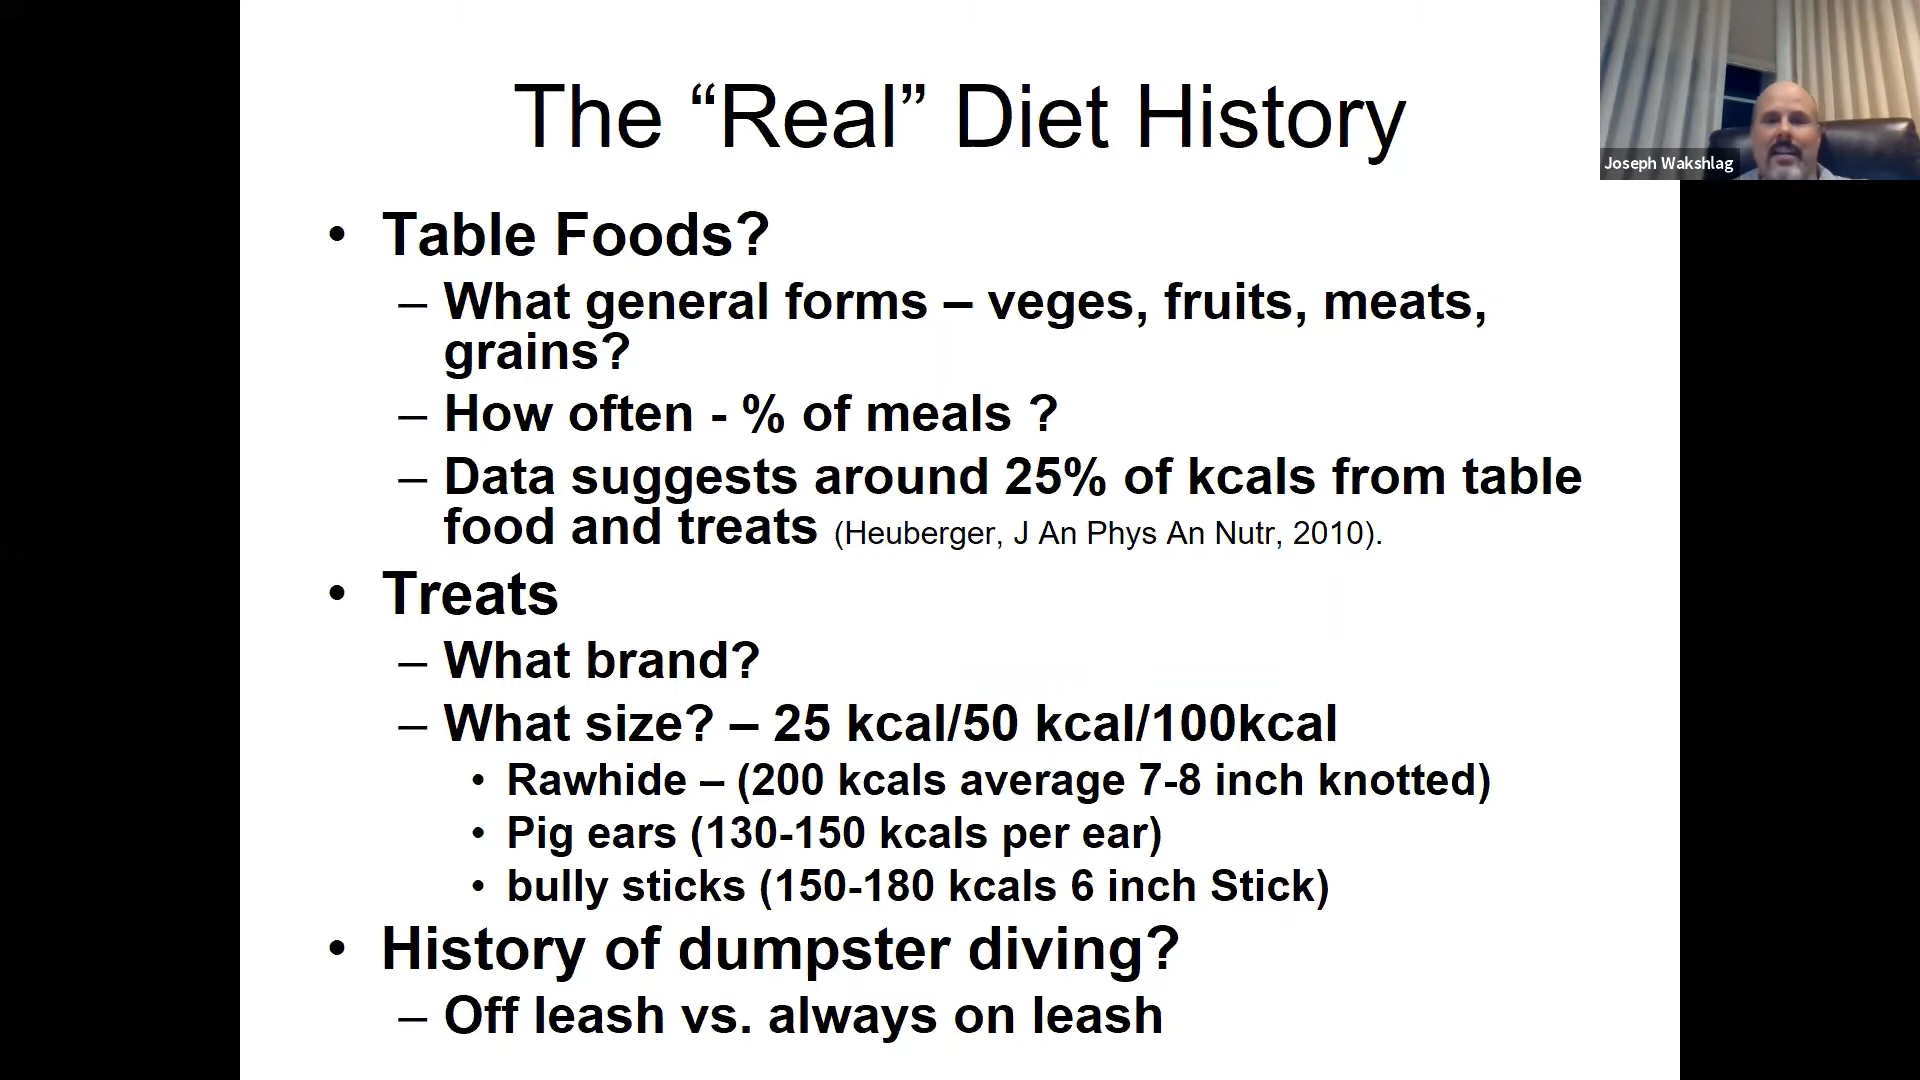 The “Real” Diet History
Joseph Wakshlag
• Table Foods?
– What general forms – veges, fruits, meats,
grains?
– How often - % of meals ?
– Data suggests around 25% of kcals from table
food and treats (Heuberger, J An Phys An Nutr, 2010).
• Treats
– What brand?
– What size? – 25 kcal/50 kcal/100kcal
• Rawhide – (200 kcals average 7-8 inch knotted)
• Pig ears (130-150 kcals per ear)
• bully sticks (150-180 kcals 6 inch Stick)
• History of dumpster diving?
– Off leash vs. always on leash